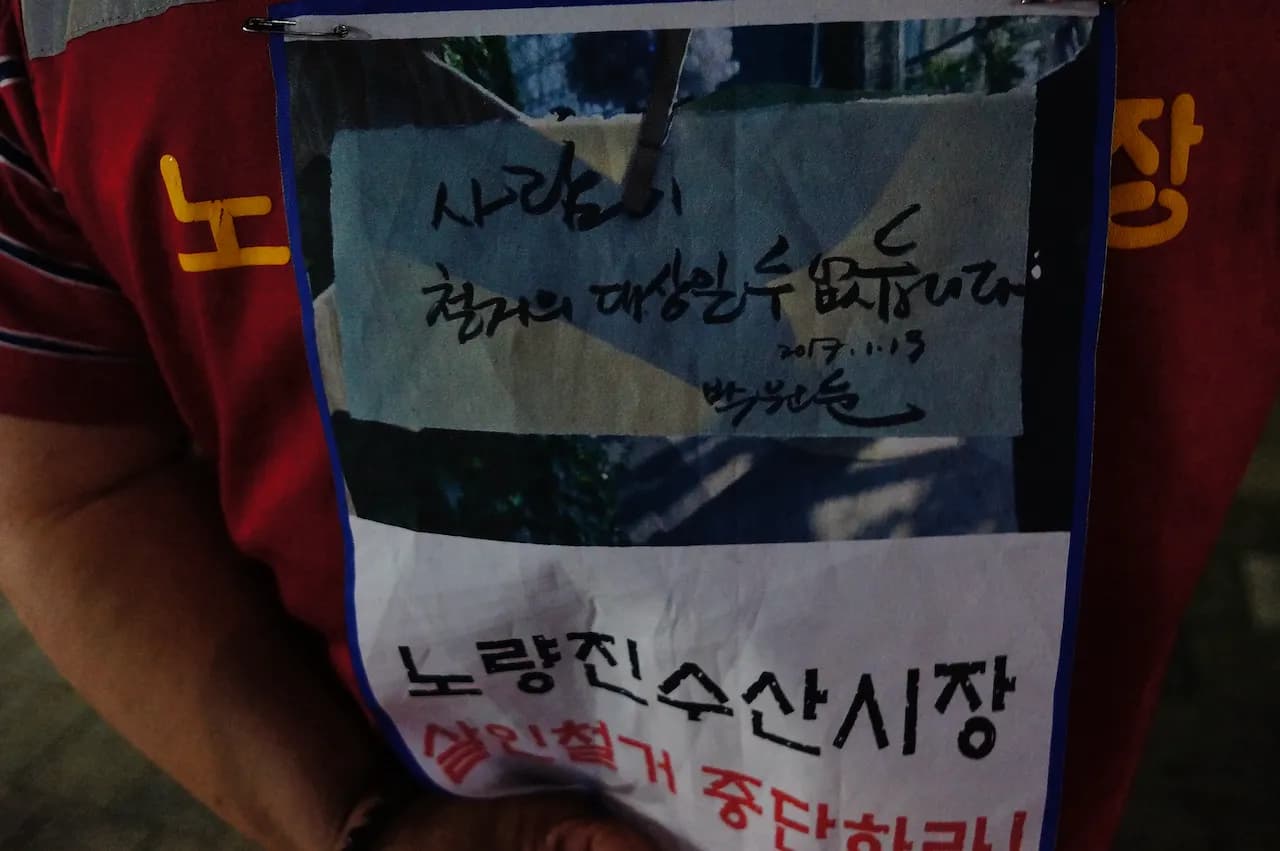 노 장
사람이
철거의 대상일 수 없습니다
2017.1.19
박원순
노량진수산시장
살인철거 중단하라!